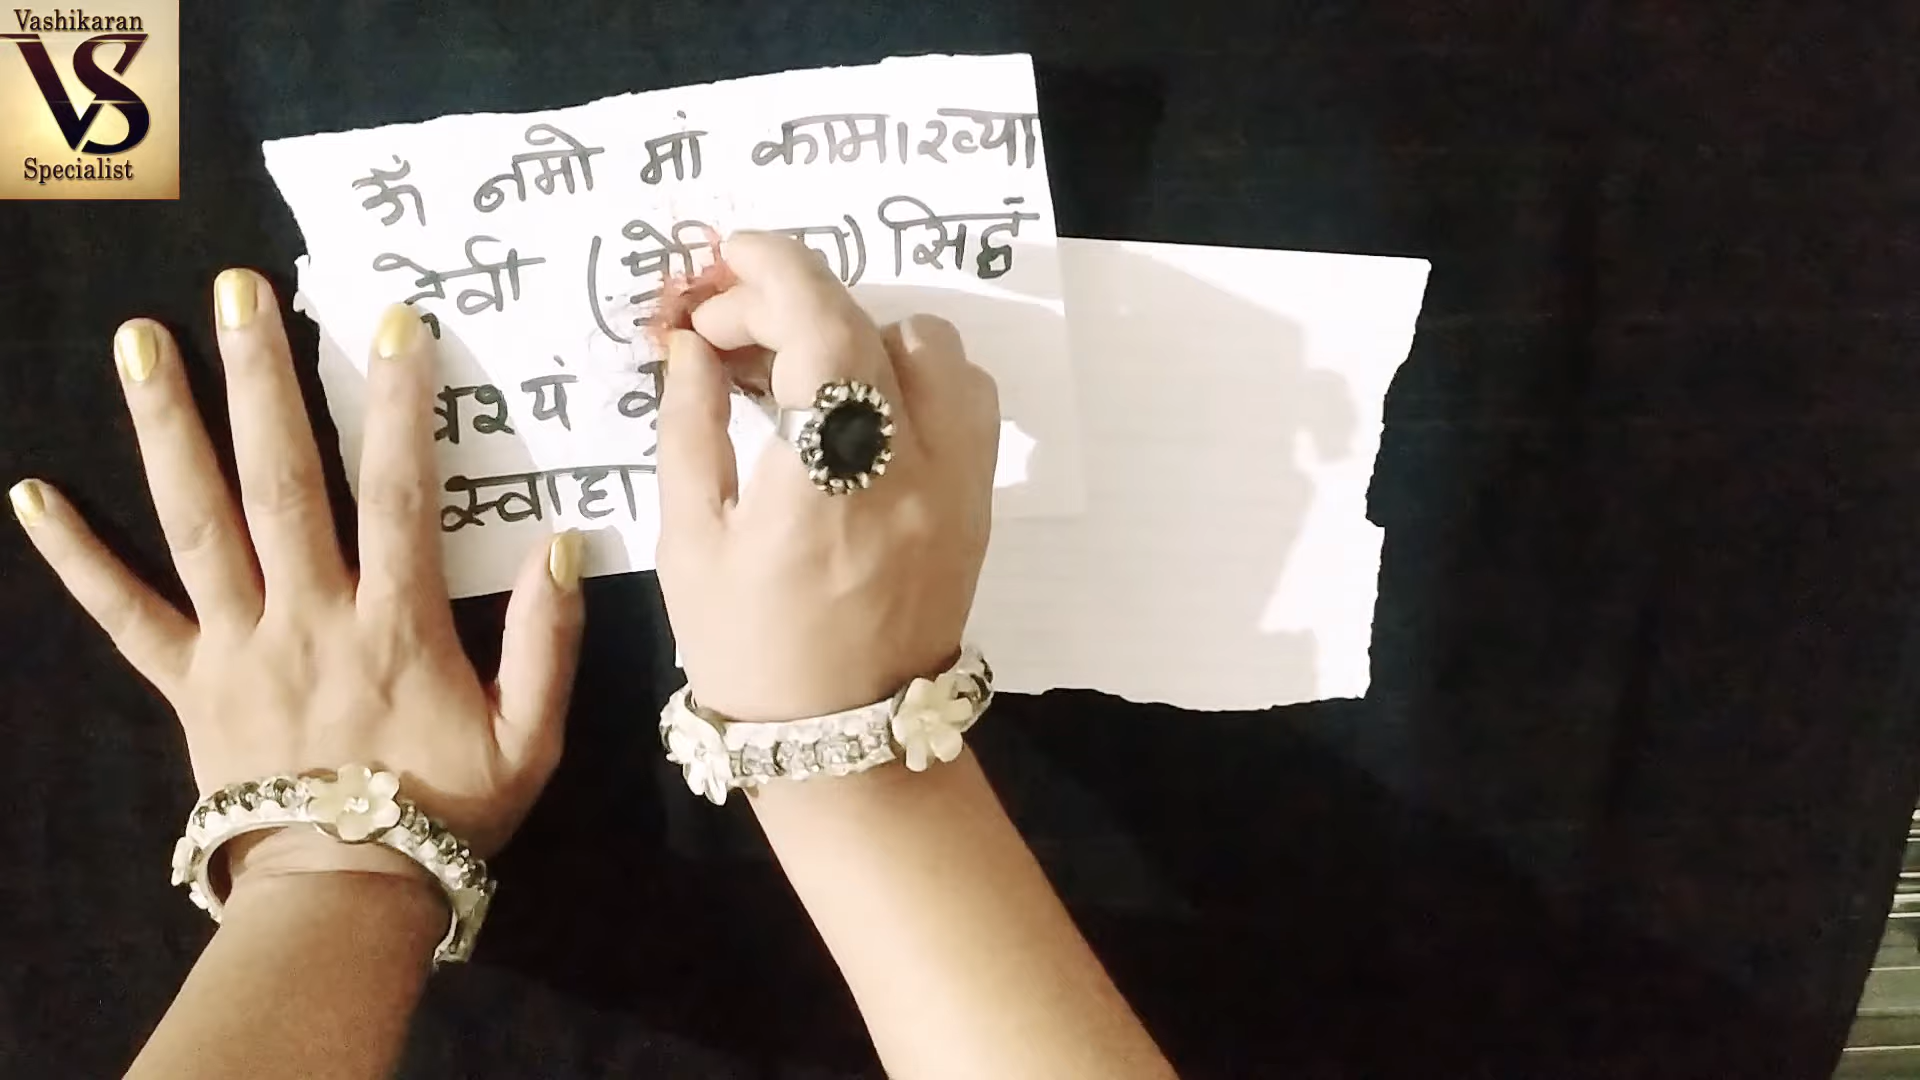 Vashikaran
VS
Specialist
ॐ नमो मां कामाख्या
देवी ( सिद्धं
वश्यं
स्वाहा